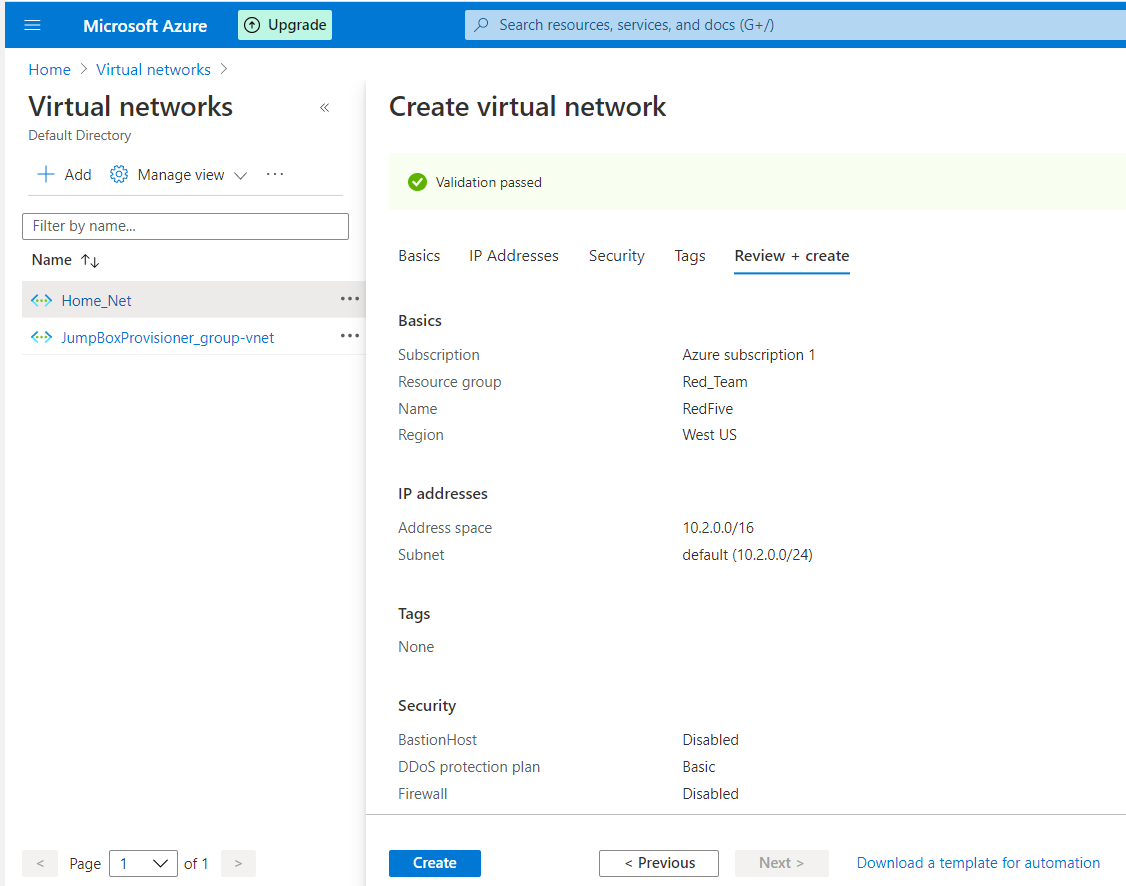 Microsoft Azure
Upgrade
Search resources, services, and docs (G+/)
Home > Virtual networks >
Virtual networks
«
Default Directory
+ Add
Manage view
...
Filter by name...
Name ↑↓
Home_Net
...
JumpBoxProvisioner_group-vnet
...
< Page 1 of 1 >
Create virtual network
Validation passed
Basics IP Addresses Security Tags Review + create
Basics
Subscription Azure subscription 1
Resource group Red_Team
Name RedFive
Region West US
IP addresses
Address space 10.2.0.0/16
Subnet default (10.2.0.0/24)
Tags
None
Security
BastionHost Disabled
DDoS protection plan Basic
Firewall Disabled
Create
< Previous
Next >
Download a template for automation